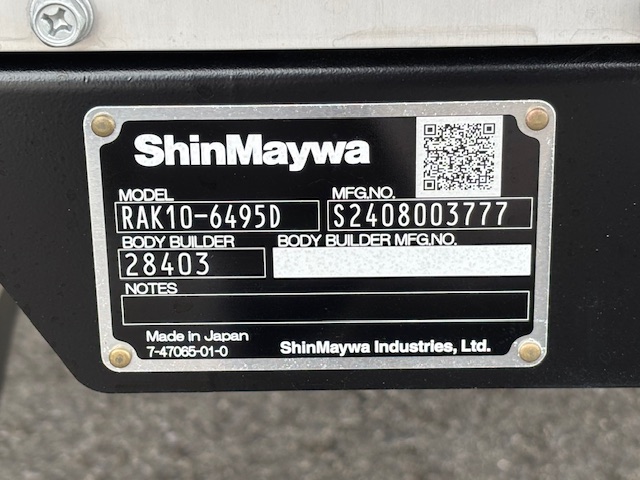 ShinMaywa
MODEL MFG.NO.
RAK10-6495D S2408003777
BODY BUILDER BODY BUILDER MFG.NO.
28403
NOTES
Made in Japan
7-47065-01-0 ShinMaywa Industries, Ltd.